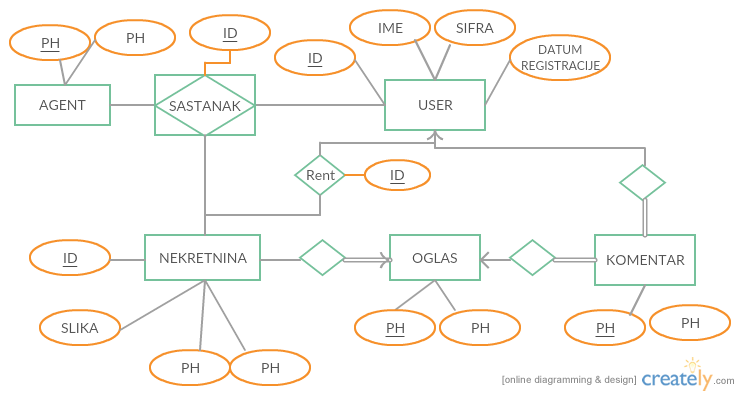 PH
PH
ID
IME
SIFRA
ID
DATUM
REGISTRACIJE
AGENT
SASTANAK
USER
Rent
ID
ID
NEKRETNINA
OGLAS
KOMENTAR
SLIKA
PH
PH
PH
PH
PH
PH
[online diagramming & design] creately.com